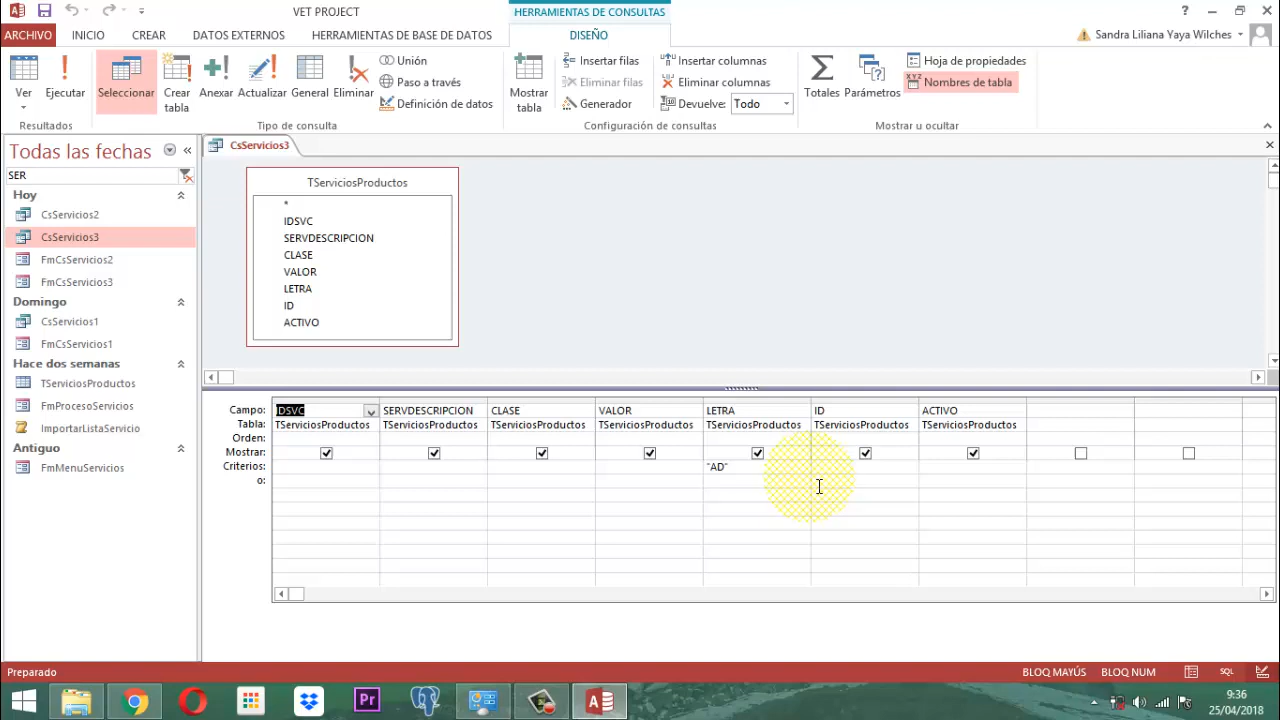 VET PROJECT
HERRAMIENTAS DE CONSULTAS
?
ARCHIVO
INICIO
CREAR
DATOS EXTERNOS
HERRAMIENTAS DE BASE DE DATOS
DISEÑO
Sandra Liliana Yaya Wilches
Ver
Ejecutar
Resultados
Seleccionar
Crear tabla
Anexar
Actualizar
General
Eliminar
Unión
Paso a través
Definición de datos
Tipo de consulta
Mostrar tabla
Insertar filas
Eliminar filas
Generador
Insertar columnas
Eliminar columnas
Devuelve: Todo
Configuración de consultas
Totales
Parámetros
Hoja de propiedades
Nombres de tabla
Mostrar u ocultar
Todas las fechas
SER
Hoy
CsServicios2
CsServicios3
FmCsServicios2
FmCsServicios3
Domingo
CsServicios1
FmCsServicios1
Hace dos semanas
TServiciosProductos
FmProcesoServicios
ImportarListaServicio
Antiguo
FmMenuServicios
CsServicios3
TServiciosProductos
*
IDSVC
SERVDESCRIPCION
CLASE
VALOR
LETRA
ID
ACTIVO
Campo: IDSVC SERVDESCRIPCION CLASE VALOR LETRA ID ACTIVO
Tabla: TServiciosProductos TServiciosProductos TServiciosProductos TServiciosProductos TServiciosProductos TServiciosProductos TServiciosProductos
Orden:
Mostrar:
Criterios: "AD"
o:
Preparado
BLOQ MAYÚS
BLOQ NUM
SQL
Pr
9:36
25/04/2018